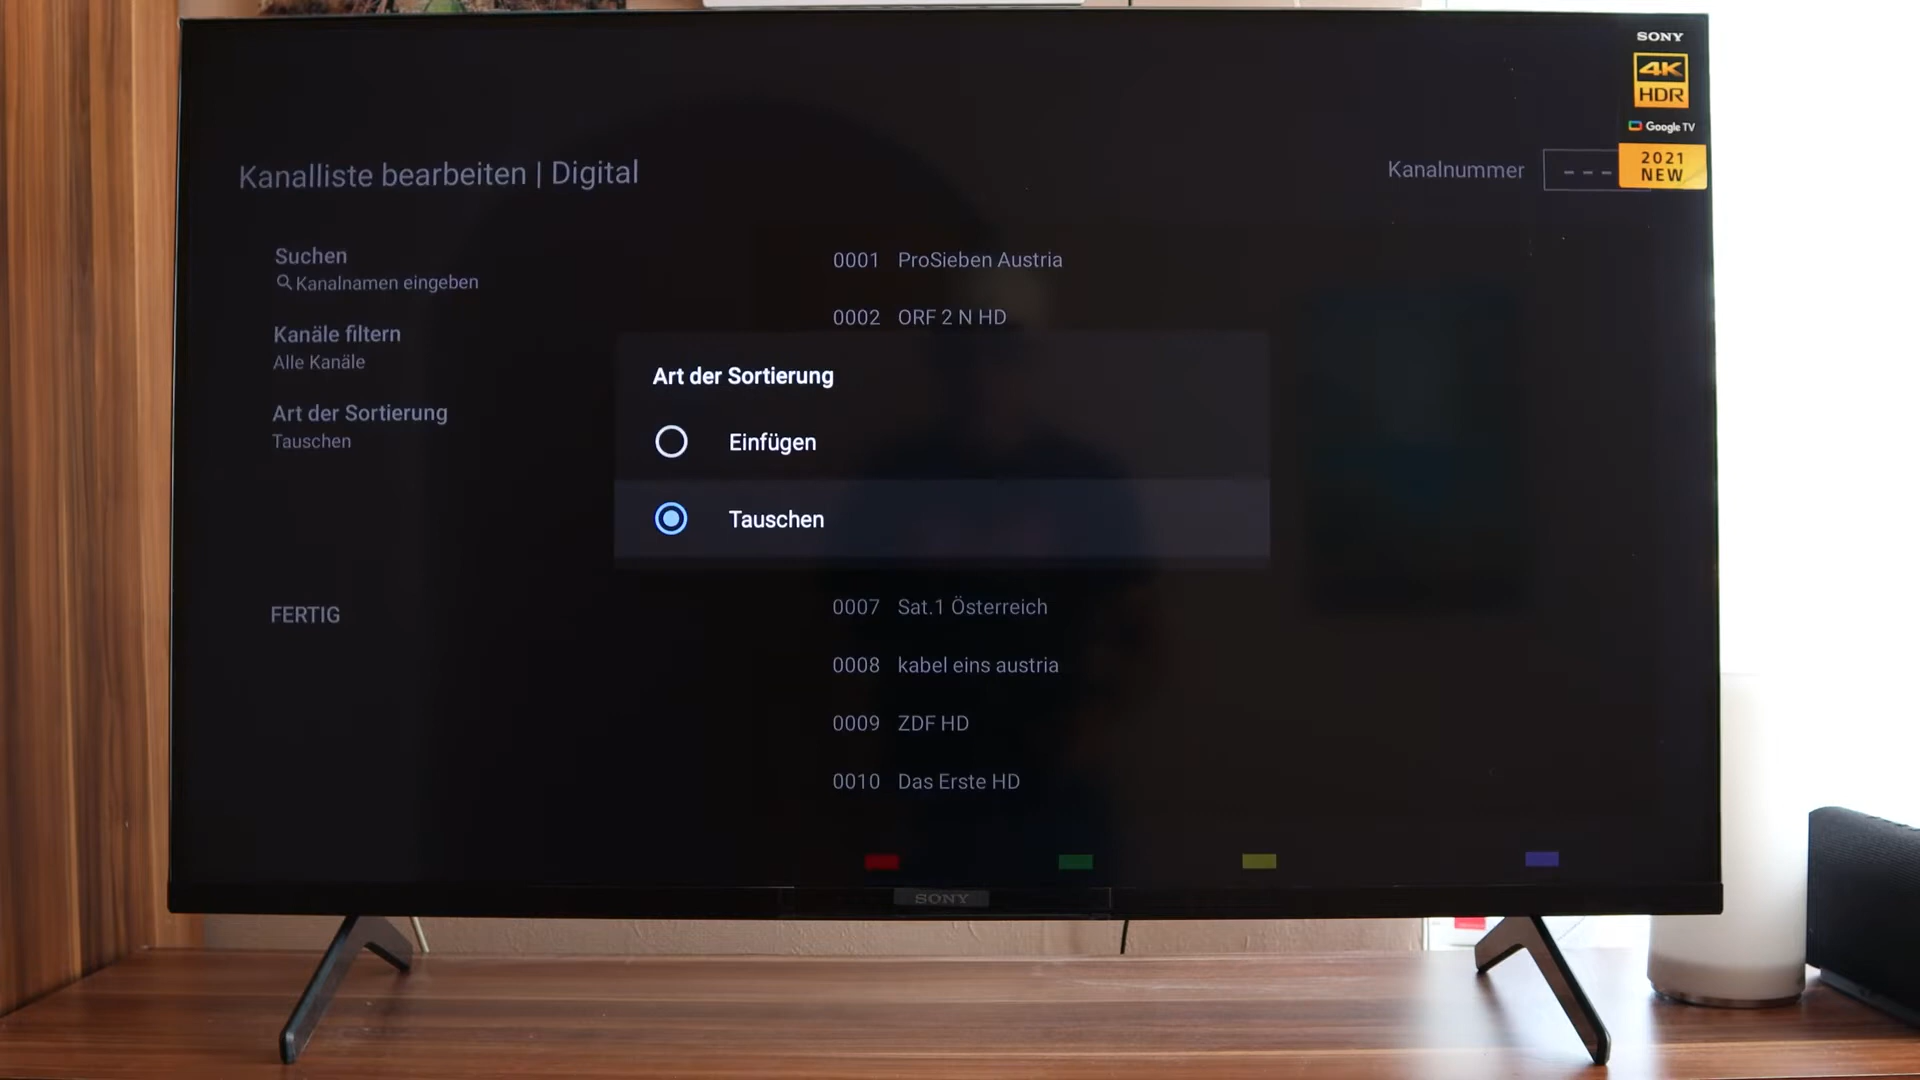 SONY
4K
HDR
Google TV
2021
NEW
Kanalliste bearbeiten | Digital
Kanalnummer
---
Suchen
Kanalnamen eingeben
Kanäle filtern
Alle Kanäle
Art der Sortierung
Tauschen
FERTIG
0001 ProSieben Austria
0002 ORF 2 N HD
Art der Sortierung
Einfügen
Tauschen
0007 Sat.1 Österreich
0008 kabel eins austria
0009 ZDF HD
0010 Das Erste HD
SONY